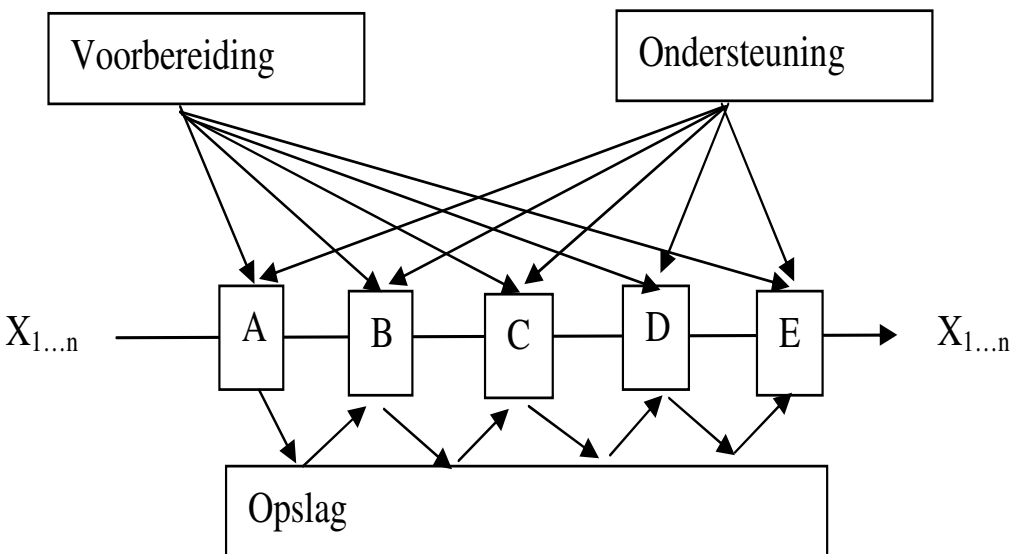 Voorbereiding
Ondersteuning
X1...n
A
B
C
D
E
X1...n
Opslag